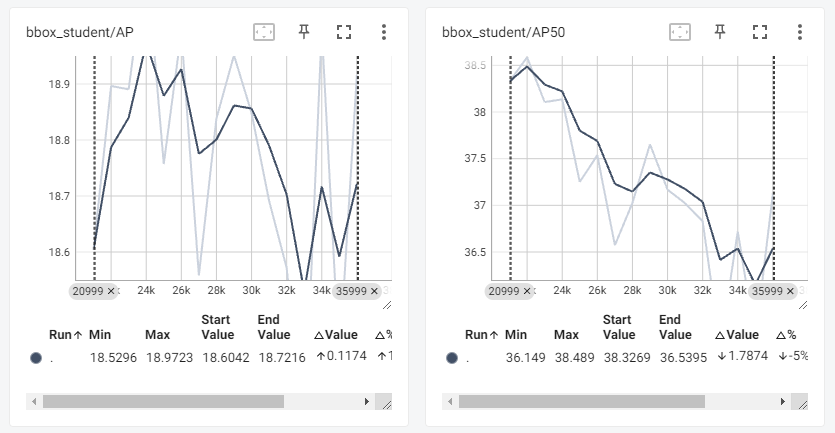 bbox_student/AP
18.9
18.8
18.7
18.6
20999 ×
24k 26k 28k 30k 32k 34k
35999 ×
Run↑ Min Max Start Value End Value △Value △%
. 18.5296 18.9723 18.6042 18.7216 ↑0.1174 ↑1
bbox_student/AP50
38.5
38
37.5
37
36.5
20999 ×
24k 26k 28k 30k 32k 34k
35999 ×
Run↑ Min Max Start Value End Value △Value △%
. 36.149 38.489 38.3269 36.5395 ↓1.7874 ↓-5%